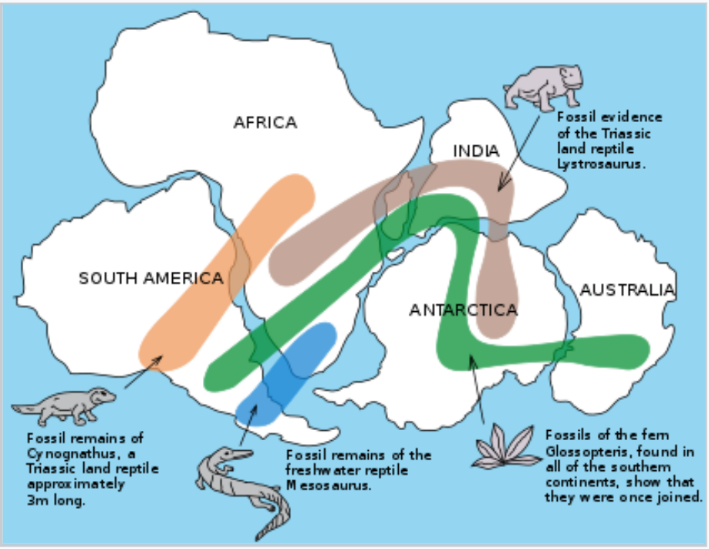 AFRICA
INDIA
Fossil evidence
of the Triassic
land reptile
Lystrosaurus.
SOUTH AMERICA
ANTARCTICA
AUSTRALIA
Fossil remains of
Cynognathus, a
Triassic land reptile
approximately
3m long.
Fossil remains of the
freshwater reptile
Mesosaurus.
Fossils of the fern
Glossopteris, found in
all of the southern
continents, show that
they were once joined.